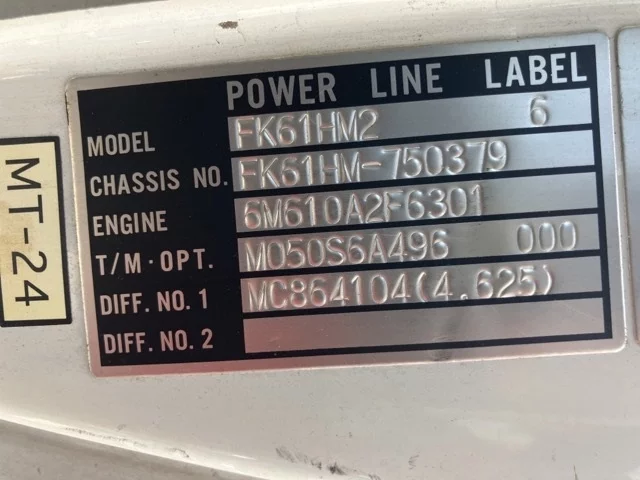 POWER LINE LABEL
MODEL FK61HM2 6
CHASSIS NO. FK61HM-750379
ENGINE 6M610A2F6301
T/M·OPT. M050S6A496 000
DIFF. NO. 1 MC864104(4.625)
DIFF. NO. 2
MT-24